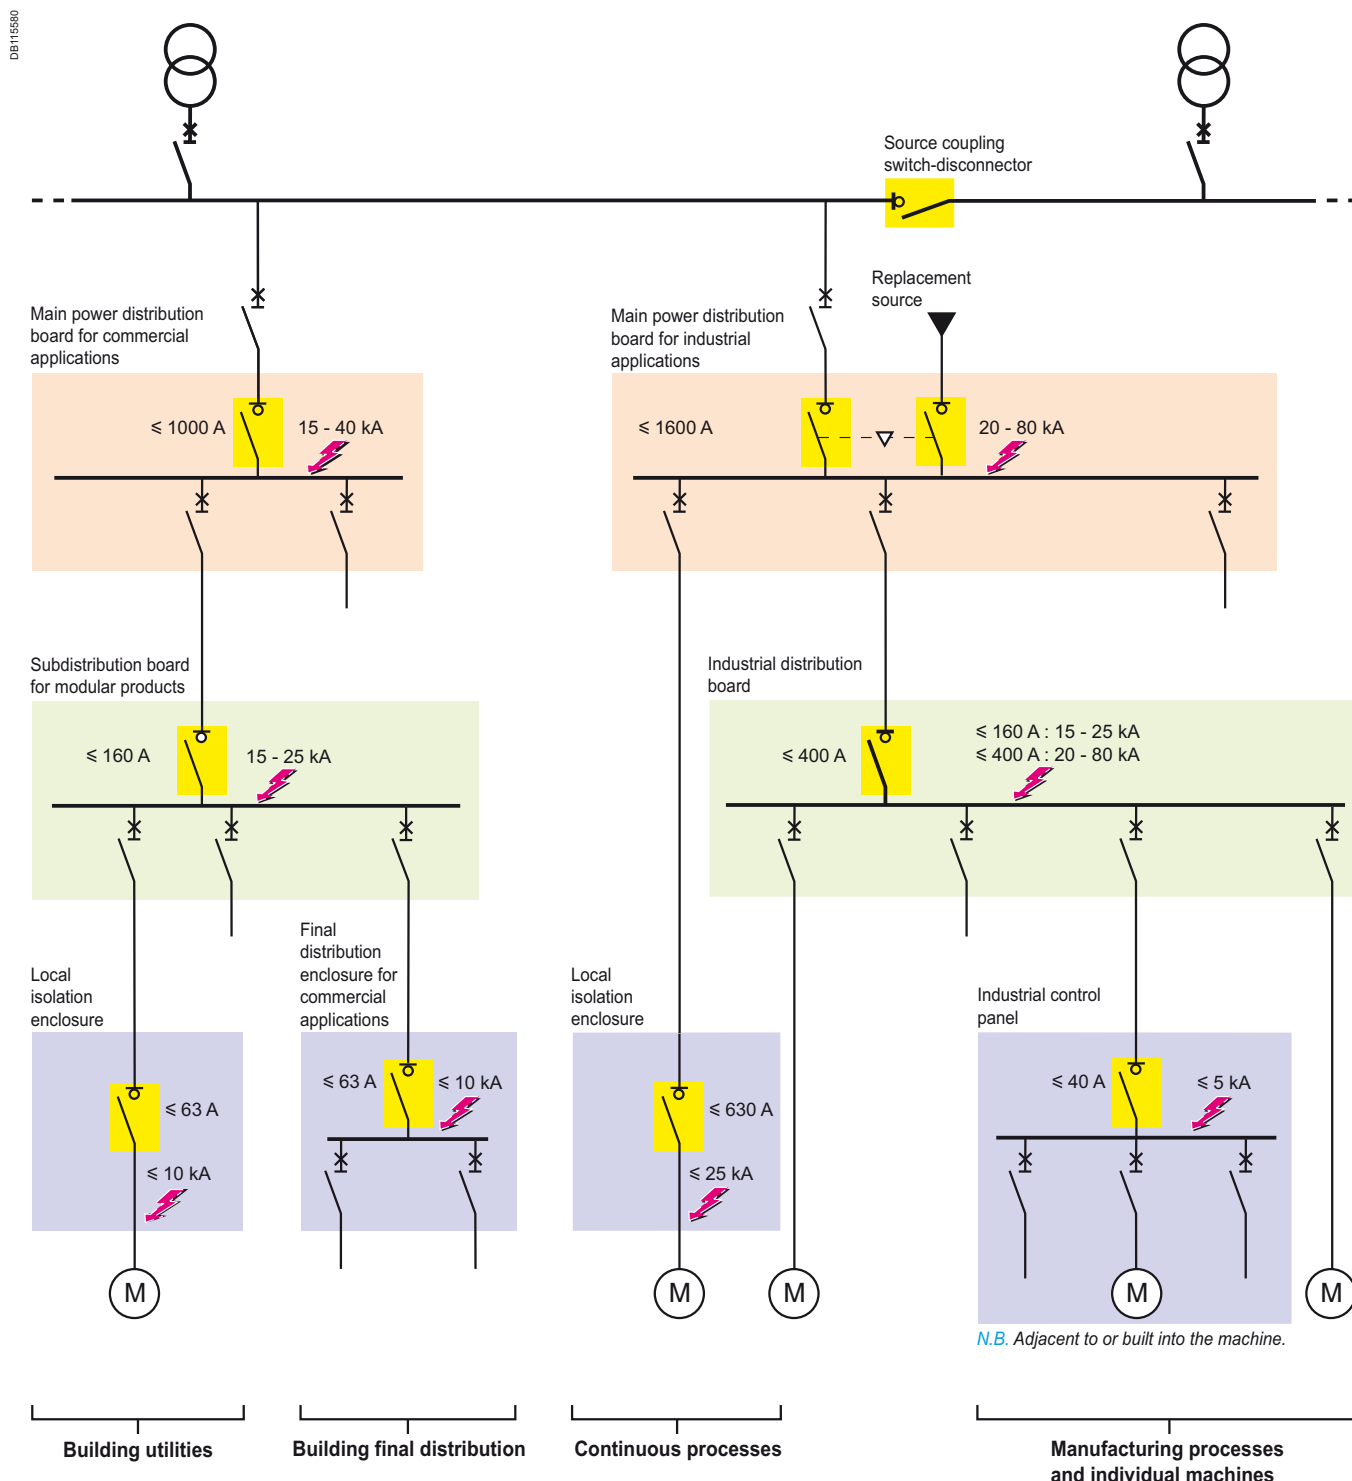 DB115580
Source coupling
switch-disconnector
Replacement
source
Main power distribution
board for commercial
applications
Main power distribution
board for industrial
applications
≤ 1000 A
15 - 40 kA
≤ 1600 A
20 - 80 kA
Subdistribution board
for modular products
Industrial distribution
board
≤ 160 A
15 - 25 kA
≤ 400 A
≤ 160 A : 15 - 25 kA
≤ 400 A : 20 - 80 kA
Local
isolation
enclosure
Final
distribution
enclosure for
commercial
applications
Local
isolation
enclosure
Industrial control
panel
≤ 63 A
≤ 10 kA
≤ 63 A
≤ 10 kA
≤ 630 A
≤ 25 kA
≤ 40 A
≤ 5 kA
M
M
M
M
M
N.B. Adjacent to or built into the machine.
Building utilities
Building final distribution
Continuous processes
Manufacturing processes
and individual machines